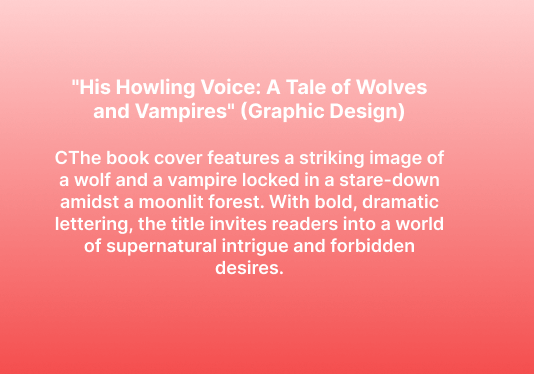 "His Howling Voice: A Tale of Wolves
and Vampires" (Graphic Design)
CThe book cover features a striking image of
a wolf and a vampire locked in a stare-down
amidst a moonlit forest. With bold, dramatic
lettering, the title invites readers into a world
of supernatural intrigue and forbidden
desires.